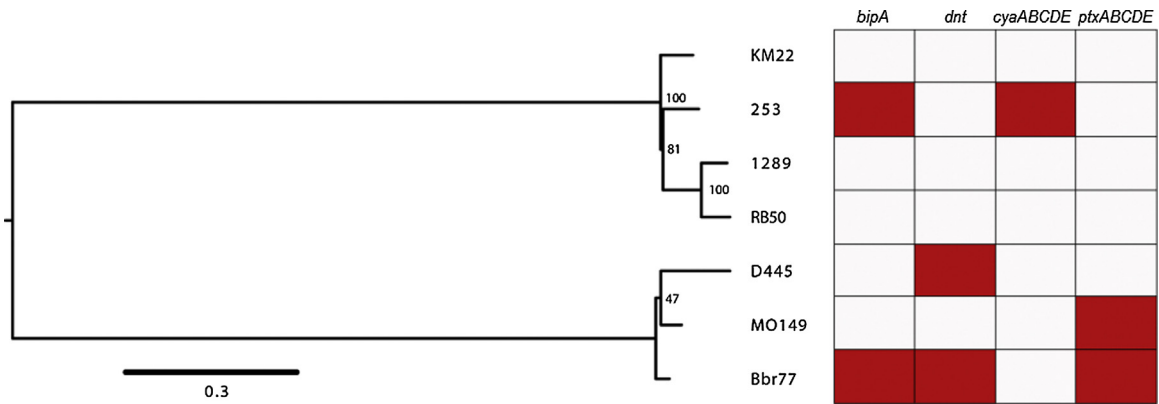 bipA dnt cyaABCDE ptxABCDE
KM22
100
253
81
1289
100
RB50
D445
47
MO149
Bbr77
0.3